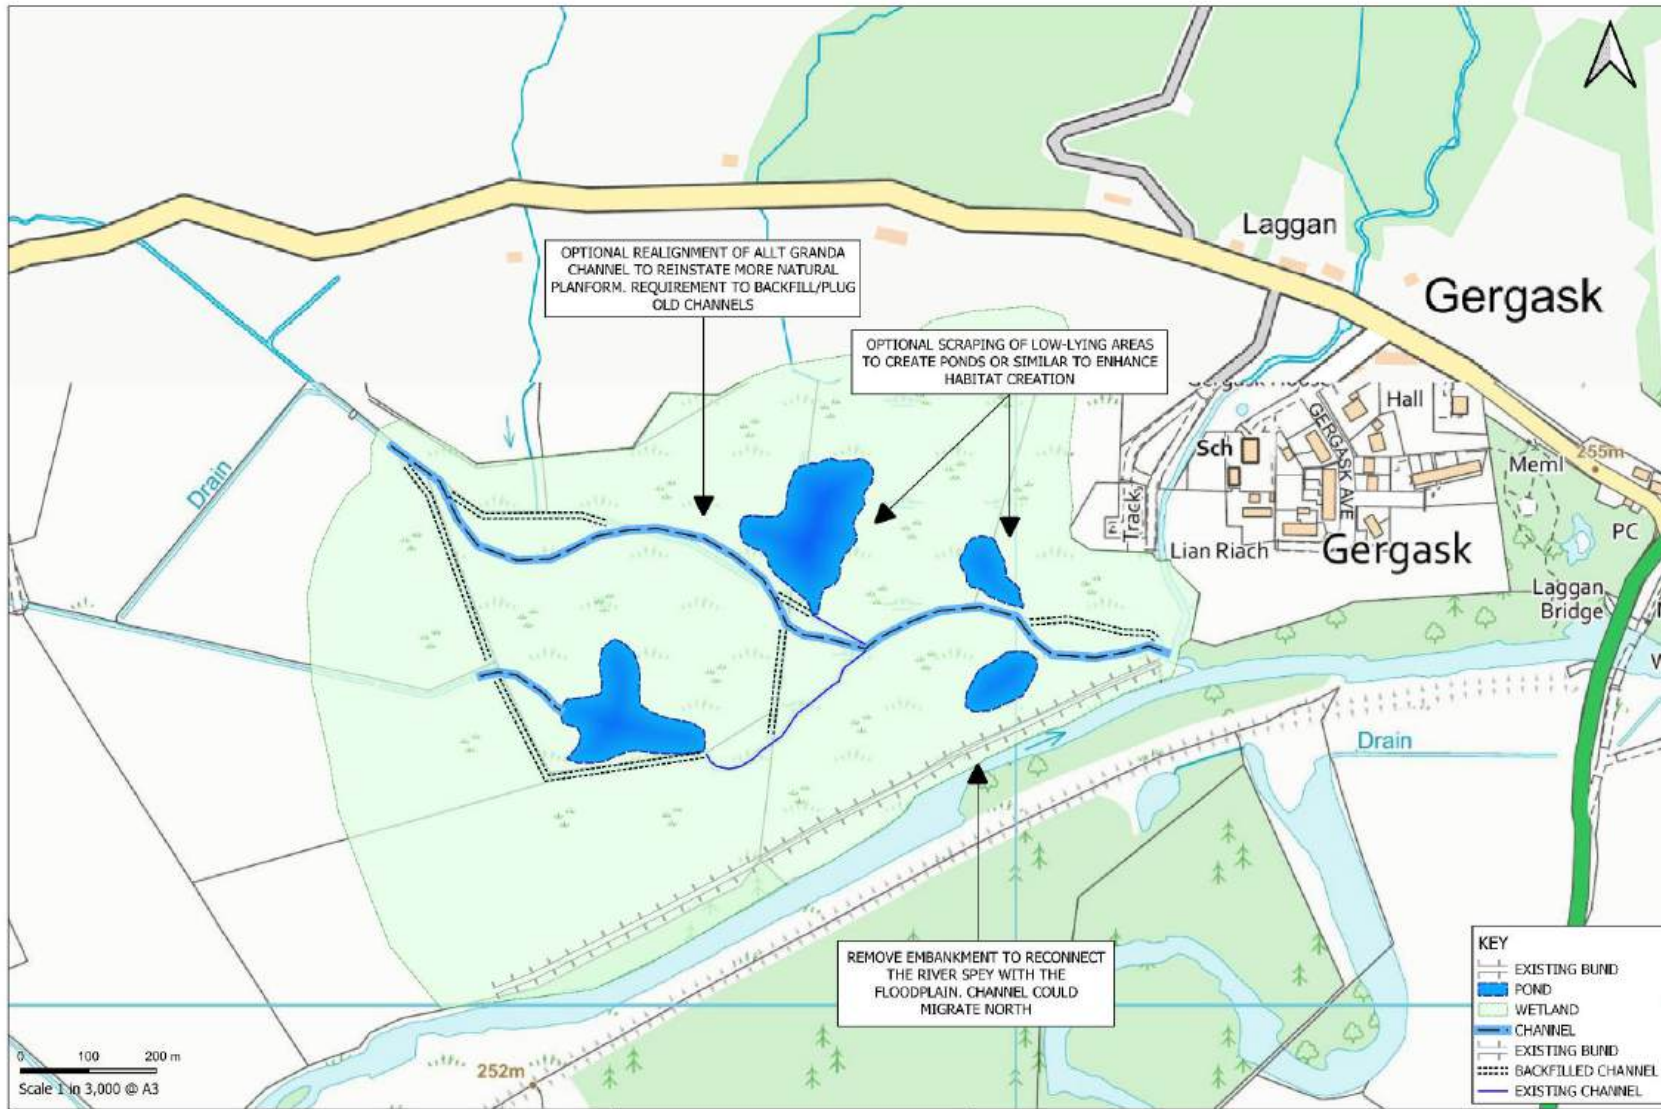 Laggan
Gergask
OPTIONAL REALIGNMENT OF ALLT GRANDA
CHANNEL TO REINSTATE MORE NATURAL
PLANFORM. REQUIREMENT TO BACKFILL/PLUG
OLD CHANNELS
OPTIONAL SCRAPING OF LOW-LYING AREAS
TO CREATE PONDS OR SIMILAR TO ENHANCE
HABITAT CREATION
Hall
GERGASK AVE
Sch
255m
Meml
Drain
Track
PC
Lian Riach
Gergask
Laggan
Bridge
Drain
REMOVE EMBANKMENT TO RECONNECT
THE RIVER SPEY WITH THE
FLOODPLAIN. CHANNEL COULD
MIGRATE NORTH
KEY
EXISTING BUND
POND
WETLAND
CHANNEL
EXISTING BUND
BACKFILLED CHANNEL
EXISTING CHANNEL
0 100 200 m
Scale 1 in 3,000 @ A3
252m